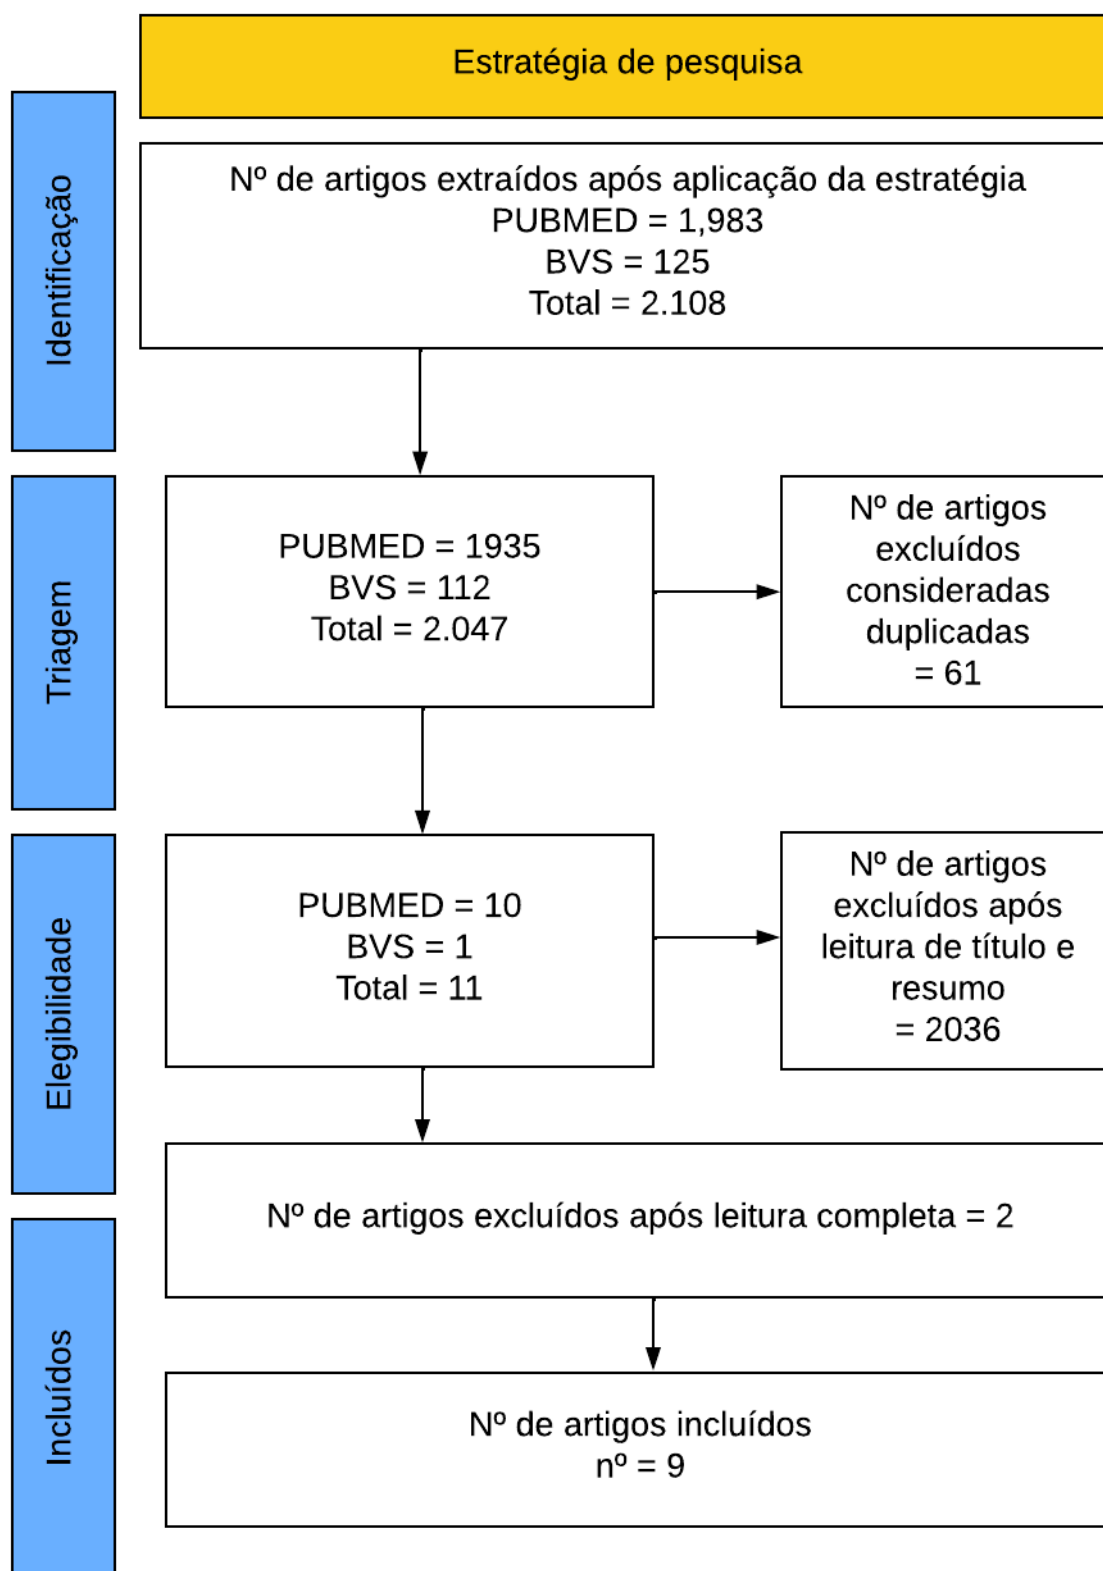 Estratégia de pesquisa
Identificação
Nº de artigos extraídos após aplicação da estratégia
PUBMED = 1,983
BVS = 125
Total = 2.108
Triagem
PUBMED = 1935
BVS = 112
Total = 2.047
Nº de artigos
excluídos
consideradas
duplicadas
= 61
Elegibilidade
PUBMED = 10
BVS = 1
Total = 11
Nº de artigos
excluídos após
leitura de título e
resumo
= 2036
Nº de artigos excluídos após leitura completa = 2
Incluídos
Nº de artigos incluídos
nº = 9